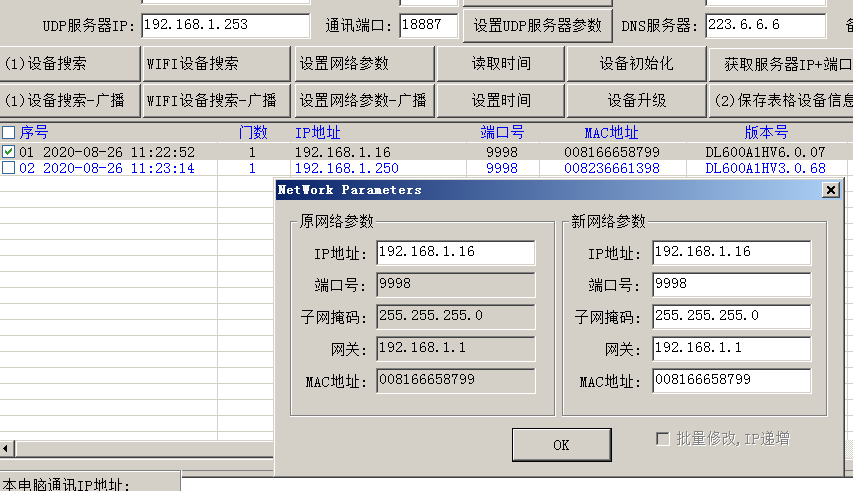 UDP服务器IP: 192.168.1.253 通讯端口: 18887 设置UDP服务器参数 DNS服务器: 223.6.6.6
(1)设备搜索 WIFI设备搜索 设置网络参数 读取时间 设备初始化 获取服务器IP+端口
(1)设备搜索-广播 WIFI设备搜索-广播 设置网络参数-广播 设置时间 设备升级 (2)保存表格设备信息
序号 门数 IP地址 端口号 MAC地址 版本号
01 2020-08-26 11:22:52 1 192.168.1.16 9998 008166658799 DL600A1HV6.0.07
02 2020-08-26 11:23:14 1 192.168.1.250 9998 008236661398 DL600A1HV3.0.68
NetWork Parameters
原网络参数 新网络参数
IP地址: 192.168.1.16 IP地址: 192.168.1.16
端口号: 9998 端口号: 9998
子网掩码: 255.255.255.0 子网掩码: 255.255.255.0
网关: 192.168.1.1 网关: 192.168.1.1
MAC地址: 008166658799 MAC地址: 008166658799
OK 批量修改,IP递增
本电脑通讯IP地址: